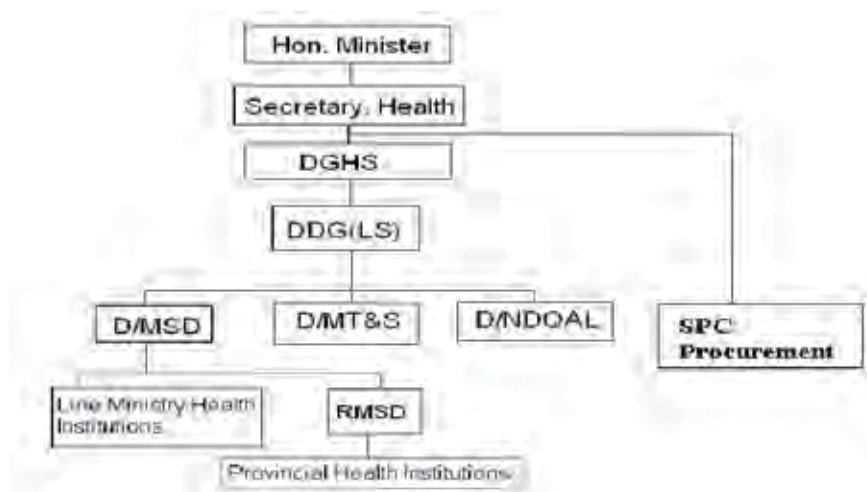 Hon. Minister
Secretary. Health
DGHS
DDG(LS)
D/MSD
D/MT&S
D/NDQAL
SPC
Procurement
Line Ministry Health
Institutions
RMSD
Provincial Health Institutions